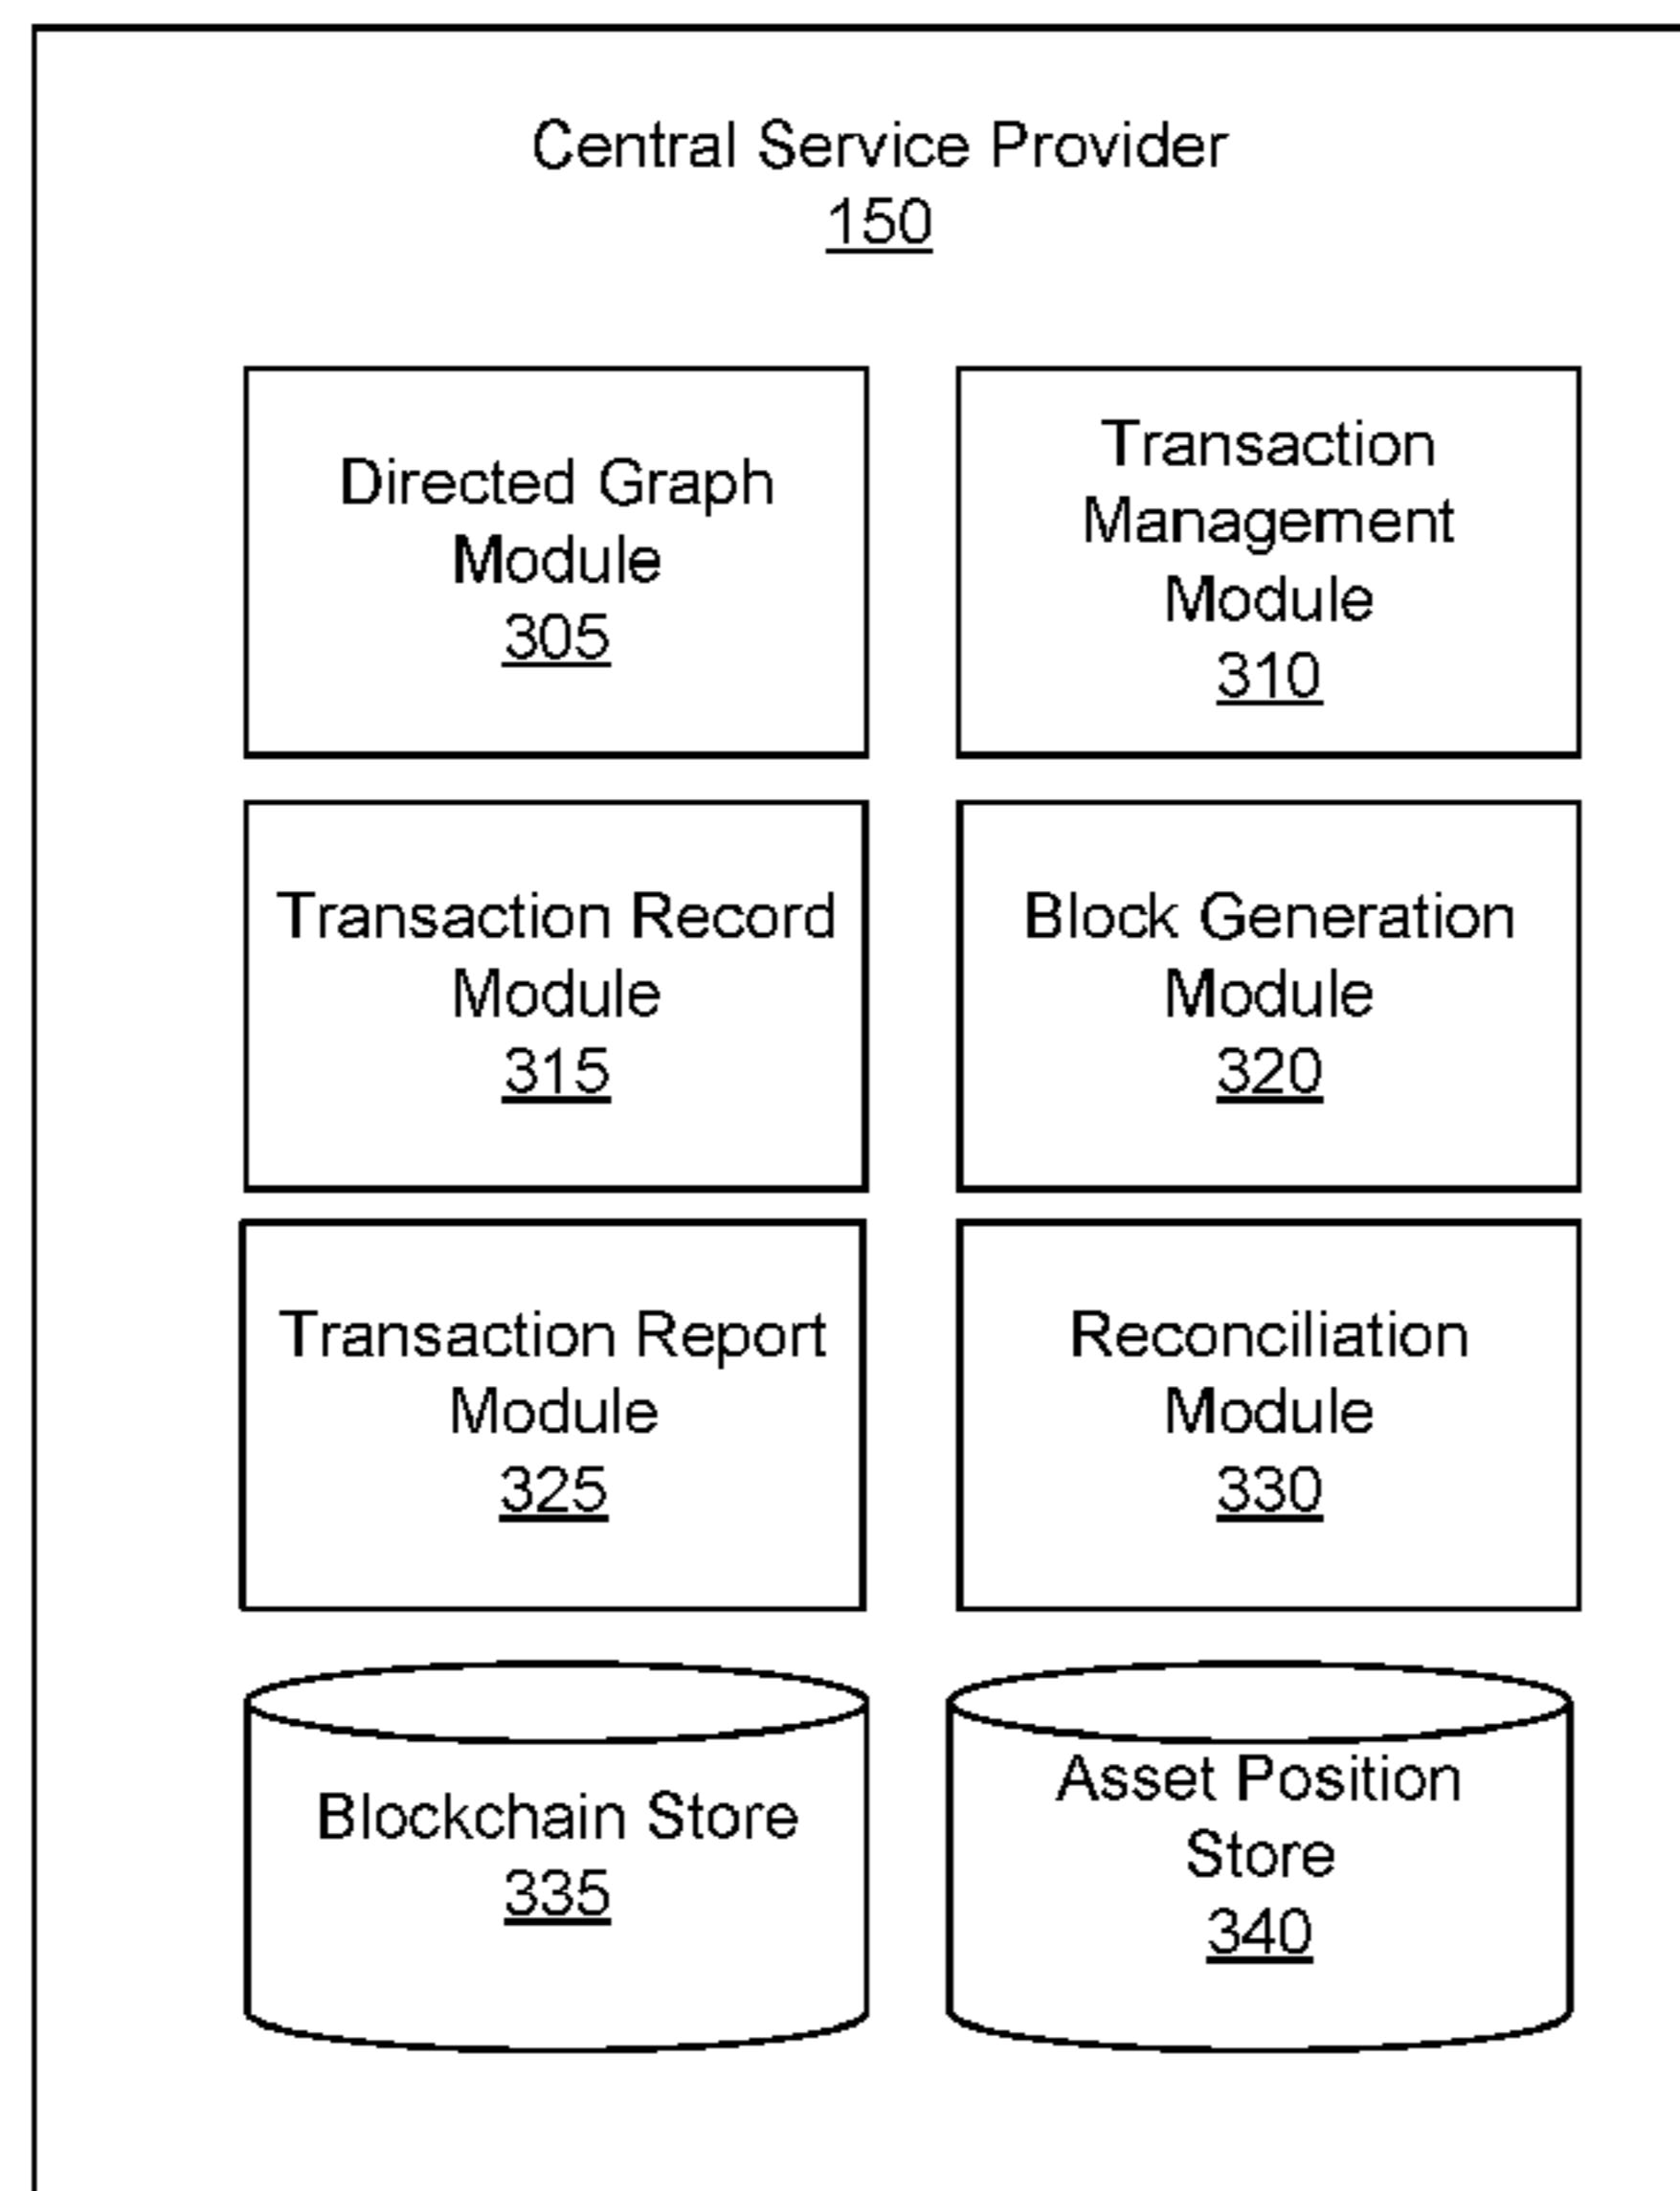 Central Service Provider
150
Directed Graph
Module
305
Transaction
Management
Module
310
Transaction Record
Module
315
Block Generation
Module
320
Transaction Report
Module
325
Reconciliation
Module
330
Blockchain Store
335
Asset Position
Store
340